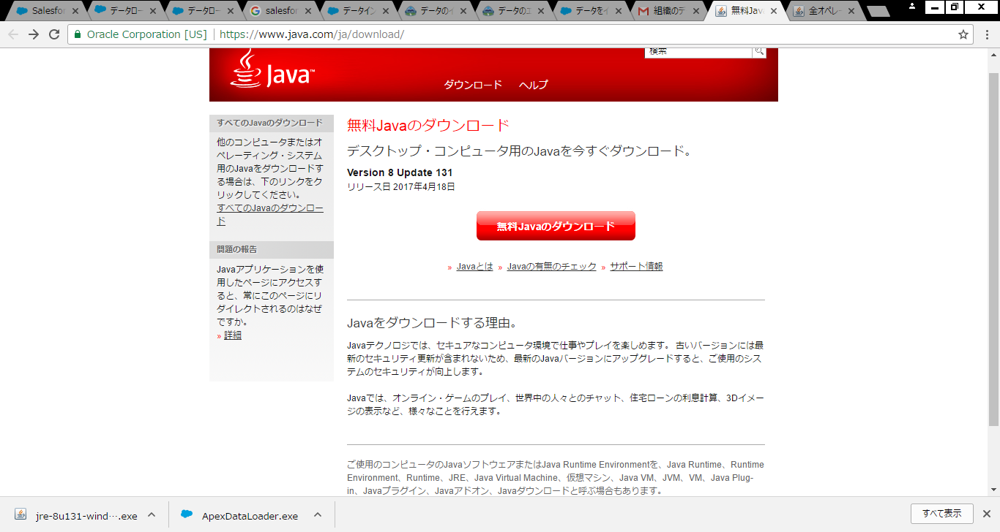 Salesfor
データロー
データロー
salesfor
データイン
データのイ
データのエ
データをイ
組織のデ
無料Jav
全オペレー
Oracle Corporation [US]
https://www.java.com/ja/download/
検索
Java™
ダウンロード ヘルプ
すべてのJavaのダウンロード
他のコンピュータまたはオ
ペレーティング・システム
用のJavaをダウンロードす
る場合は、下のリンクをク
リックしてください。
すべてのJavaのダウンロー
ド
問題の報告
Javaアプリケーションを使
用したページにアクセスす
ると、常にこのページにリ
ダイレクトされるのはなぜ
ですか。
» 詳細
無料Javaのダウンロード
デスクトップ・コンピュータ用のJavaを今すぐダウンロード。
Version 8 Update 131
リリース日 2017年4月18日
無料Javaのダウンロード
» Javaとは » Javaの有無のチェック » サポート情報
Javaをダウンロードする理由。
Javaテクノロジでは、セキュアなコンピュータ環境で仕事やプレイを楽しめます。 古いバージョンには最
新のセキュリティ更新が含まれないため、最新のJavaバージョンにアップグレードすると、ご使用のシス
テムのセキュリティが向上します。
Javaでは、オンライン・ゲームのプレイ、世界中の人々とのチャット、住宅ローンの利息計算、3Dイメー
ジの表示など、様々なことを行えます。
ご使用のコンピュータのJavaソフトウェアまたはJava Runtime Environmentを、Java Runtime、Runtime
Environment、Runtime、JRE、Java Virtual Machine、仮想マシン、Java VM、JVM、VM、Java Plug-
in、Javaプラグイン、Javaアドオン、Javaダウンロードと呼ぶ場合もあります。
jre-8u131-wind….exe
ApexDataLoader.exe
すべて表示